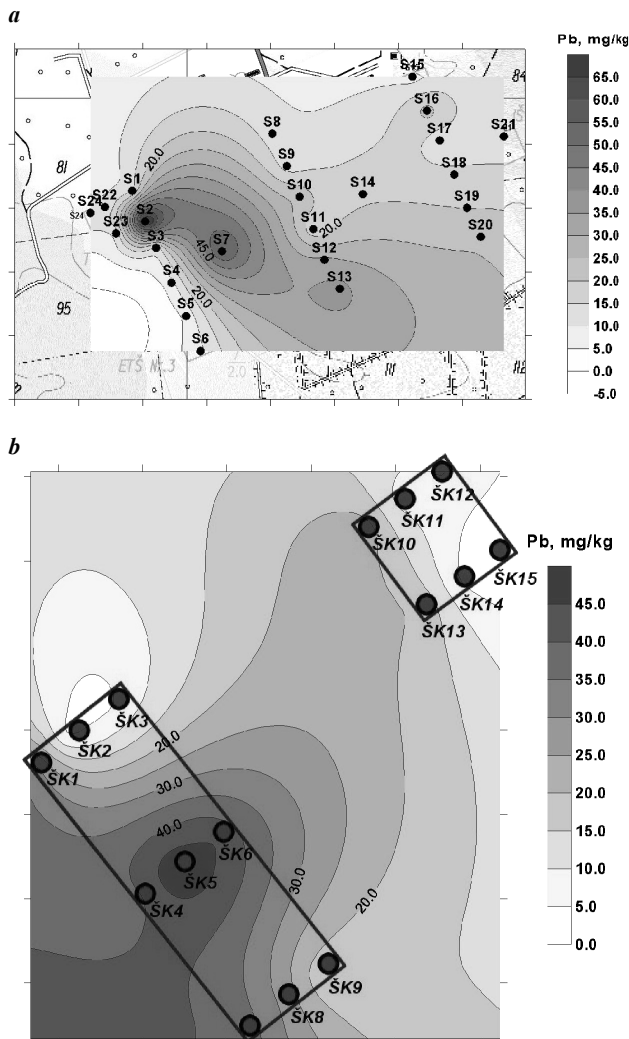 a
Pb, mg/kg
S15
84
S16
S8
S17
S21
S9
81
20.0
S18
S1
S10
S14
S22
S19
S24
S24
S2
S11
S23
20.0
S20
S3
45.0
S7
S12
S4
S13
95
20.0
S5
S6
ETŠ Nr.3
2.0
65.0
60.0
55.0
50.0
45.0
40.0
35.0
30.0
25.0
20.0
15.0
10.0
5.0
0.0
-5.0
b
ŠK12
ŠK11
ŠK10
Pb, mg/kg
ŠK15
ŠK14
ŠK13
ŠK3
ŠK2
20.0
ŠK1
30.0
40.0
ŠK6
ŠK5
30.0
ŠK4
20.0
ŠK9
ŠK8
45.0
40.0
35.0
30.0
25.0
20.0
15.0
10.0
5.0
0.0